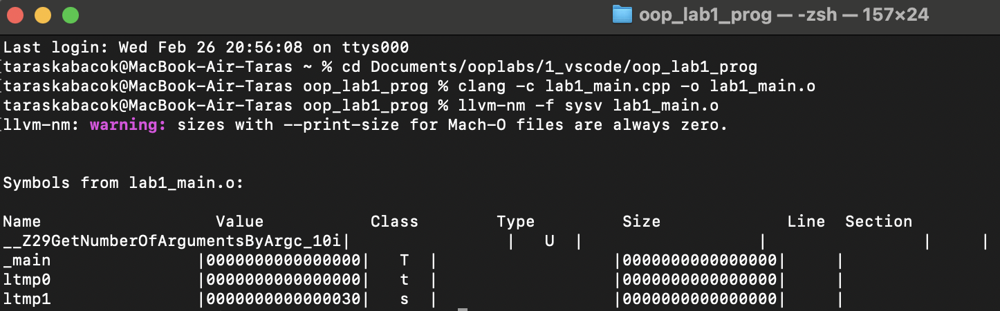 oop_lab1_prog — -zsh — 157×24
Last login: Wed Feb 26 20:56:08 on ttys000
[taraskabacok@MacBook-Air-Taras ~ % cd Documents/ooplabs/1_vscode/oop_lab1_prog
[taraskabacok@MacBook-Air-Taras oop_lab1_prog % clang -c lab1_main.cpp -o lab1_main.o
taraskabacok@MacBook-Air-Taras oop_lab1_prog % llvm-nm -f sysv lab1_main.o
[llvm-nm: warning: sizes with --print-size for Mach-O files are always zero.
Symbols from lab1_main.o:
Name                  Value           Class        Type         Size             Line  Section
__Z29GetNumberOfArgumentsByArgc_10i|                |   U  |                  |                |     |
_main               |0000000000000000|   T  |                  |0000000000000000|     |
ltmp0               |0000000000000000|   t  |                  |0000000000000000|     |
ltmp1               |0000000000000030|   s  |                  |0000000000000000|     |